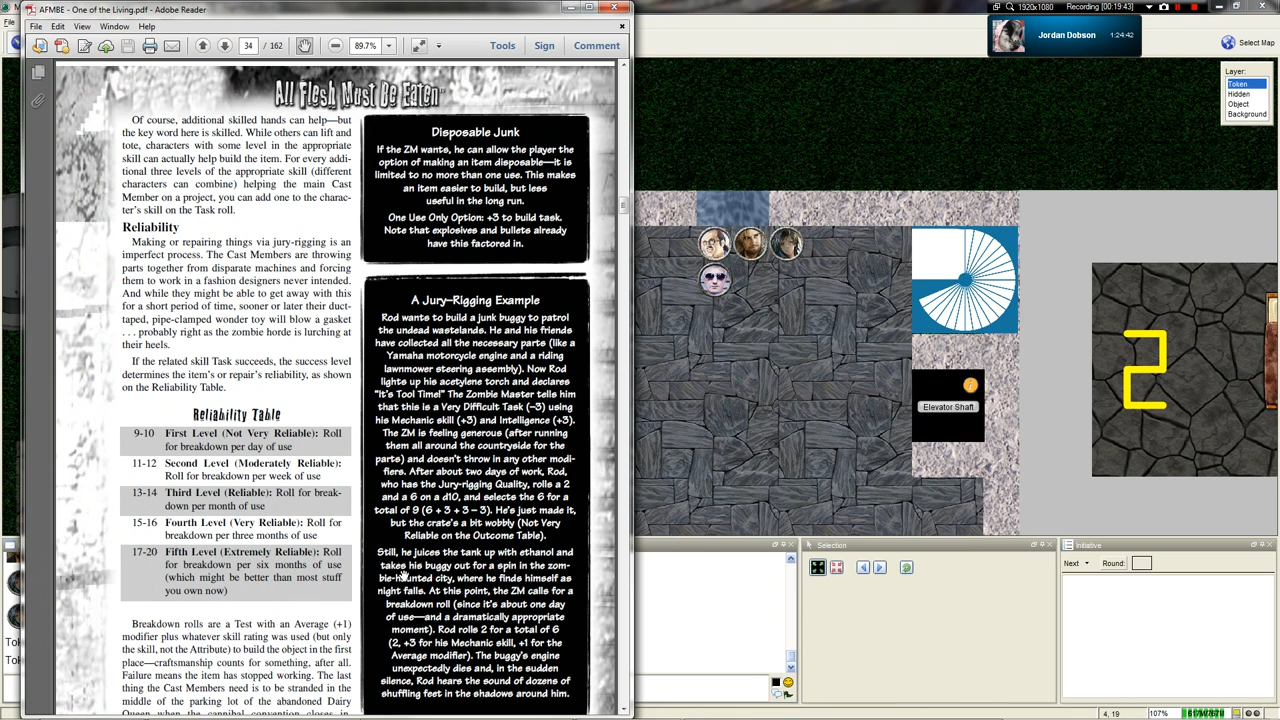 AFMBE - One of the Living.pdf - Adobe Reader
File Edit View Window Help
34 / 162
89.7%
Tools Sign Comment
All Flesh Must Be Eaten
Of course, additional skilled hands can help—but
the key word here is skilled. While others can lift and
tote, characters with some level in the appropriate
skill can actually help build the item. For every addi-
tional three levels of the appropriate skill (different
characters can combine) helping the main Cast
Member on a project, you can add one to the charac-
ter's skill on the Task roll.
Reliability
Making or repairing things via jury-rigging is an
imperfect process. The Cast Members are throwing
parts together from disparate machines and forcing
them to work in a fashion designers never intended.
And while they might be able to get away with this
for a short period of time, sooner or later their duct-
taped, pipe-clamped wonder toy will blow a gasket
. . . probably right as the zombie horde is lurching at
their heels.
If the related skill Task succeeds, the success level
determines the item's or repair's reliability, as shown
on the Reliability Table.
Reliability Table
9-10 First Level (Not Very Reliable): Roll
for breakdown per day of use
11-12 Second Level (Moderately Reliable):
Roll for breakdown per week of use
13-14 Third Level (Reliable): Roll for break-
down per month of use
15-16 Fourth Level (Very Reliable): Roll for
breakdown per three months of use
17-20 Fifth Level (Extremely Reliable): Roll
for breakdown per six months of use
(which might be better than most stuff
you own now)
Breakdown rolls are a Test with an Average (+1)
modifier plus whatever skill rating was used (but only
the skill, not the Attribute) to build the object in the first
place—craftsmanship counts for something, after all.
Failure means the item has stopped working. The last
thing the Cast Members need is to be stranded in the
middle of the parking lot of the abandoned Dairy
Queen when the cannibal convention closes in.
Disposable Junk
If the ZM wants, he can allow the player the
option of making an item disposable—it is
limited to no more than one use. This makes
an item easier to build, but less
useful in the long run.
One Use Only Option: +3 to build task.
Note that explosives and bullets already
have this factored in.
A Jury-Rigging Example
Rod wants to build a junk buggy to patrol
the undead wastelands. He and his friends
have collected all the necessary parts (like a
Yamaha motorcycle engine and a riding
lawnmower steering assembly). Now Rod
lights up his acetylene torch and declares
"It's Tool Time!" The Zombie Master tells him
that this is a Very Difficult Task (–3) using
his Mechanic skill (+3) and Intelligence (+3).
The ZM is feeling generous (after running
them all around the countryside for the
parts) and doesn't throw in any other modi-
fiers. After about two days of work, Rod,
who has the Jury-rigging Quality, rolls a 2
and a 6 on a d10, and selects the 6 for a
total of 9 (6 + 3 + 3 – 3). He's just made it,
but the crate's a bit wobbly (Not Very
Reliable on the Outcome Table).
Still, he juices the tank up with ethanol and
takes his buggy out for a spin in the zom-
bie-haunted city, where he finds himself as
night falls. At this point, the ZM calls for a
breakdown roll (since it's about one day
of use—and a dramatically appropriate
moment). Rod rolls 2 for a total of 6
(2, +3 for his Mechanic skill, +1 for the
Average modifier). The buggy's engine
unexpectedly dies and, in the sudden
silence, Rod hears the sound of dozens of
shuffling feet in the shadows around him.
1920x1080 Recording [00:19:43]
Jordan Dobson 1:24:42
Select Map
Layer:
Token
Hidden
Object
Background
Elevator Shaft
2
Selection
Initiative
Next Round:
4, 19 107% 617M/767M